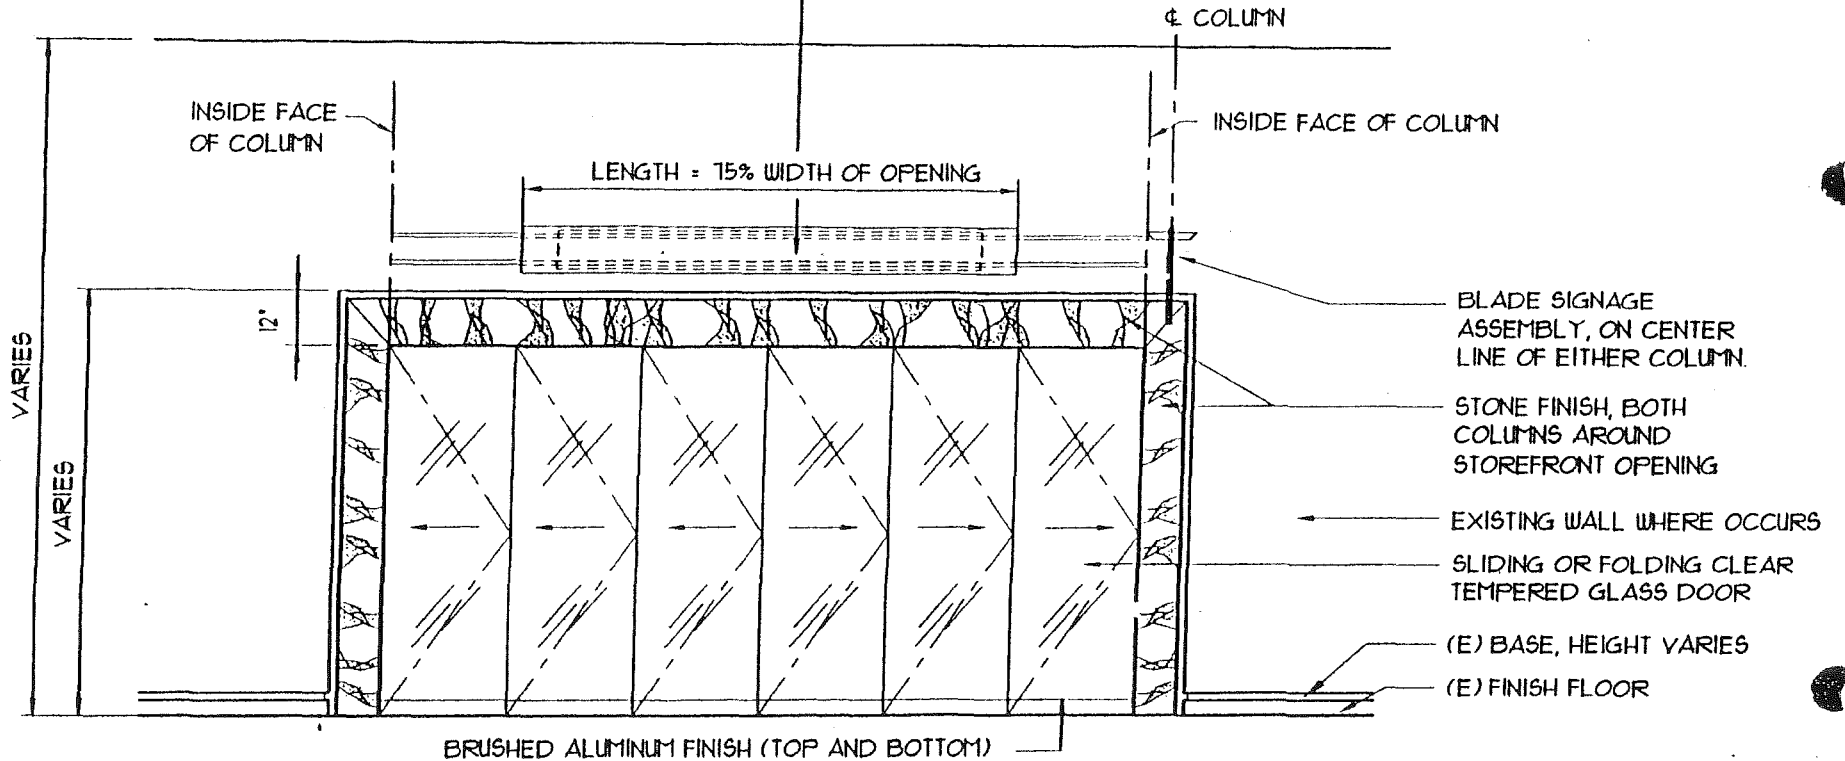 ℄ COLUMN
INSIDE FACE
OF COLUMN
INSIDE FACE OF COLUMN
LENGTH = 75% WIDTH OF OPENING
12"
VARIES
VARIES
BLADE SIGNAGE
ASSEMBLY, ON CENTER
LINE OF EITHER COLUMN.
STONE FINISH, BOTH
COLUMNS AROUND
STOREFRONT OPENING
EXISTING WALL WHERE OCCURS
SLIDING OR FOLDING CLEAR
TEMPERED GLASS DOOR
(E) BASE, HEIGHT VARIES
(E) FINISH FLOOR
BRUSHED ALUMINUM FINISH (TOP AND BOTTOM)